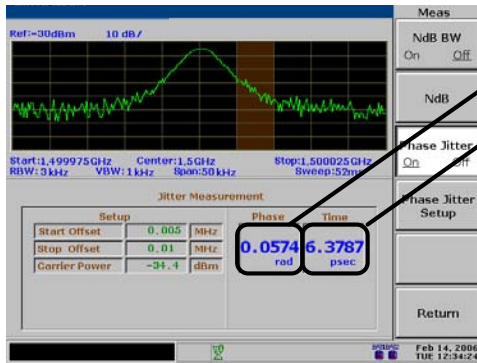 Meas
Ref:-30dBm 10 dB/
NdB BW
On Off
NdB
Phase Jitter
On Off
Start:1,499975GHz Center:1,5GHz Stop:1,500025GHz
RBW:3kHz VBW:1kHz Span:50kHz Sweep:52ms
Phase Jitter
Setup
Jitter Measurement
Setup Phase Time
Start Offset 0.005 MHz
Stop Offset 0.01 MHz
Carrier Power -34.4 dBm
0.0574 6.3787
rad psec
Return
Feb 14, 2006
TUE 12:34:24